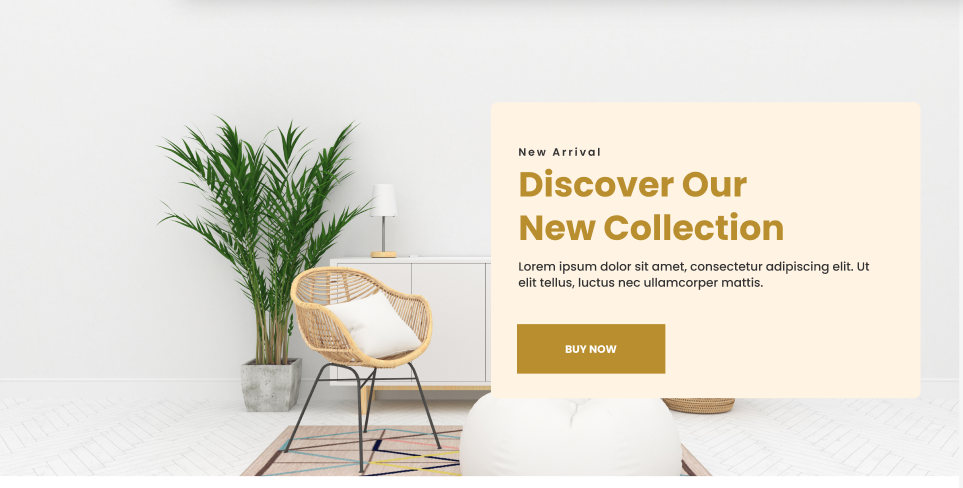 New Arrival
Discover Our
New Collection
Lorem ipsum dolor sit amet, consectetur adipiscing elit. Ut
elit tellus, luctus nec ullamcorper mattis.
BUY NOW